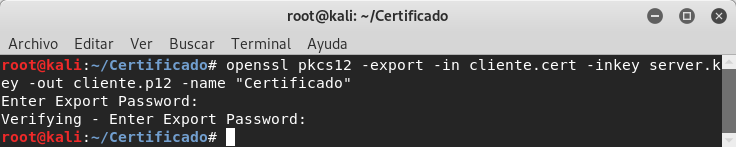 root@kali: ~/Certificado
Archivo Editar Ver Buscar Terminal Ayuda
root@kali:~/Certificado# openssl pkcs12 -export -in cliente.cert -inkey server.k
ey -out cliente.p12 -name "Certificado"
Enter Export Password:
Verifying - Enter Export Password:
root@kali:~/Certificado#